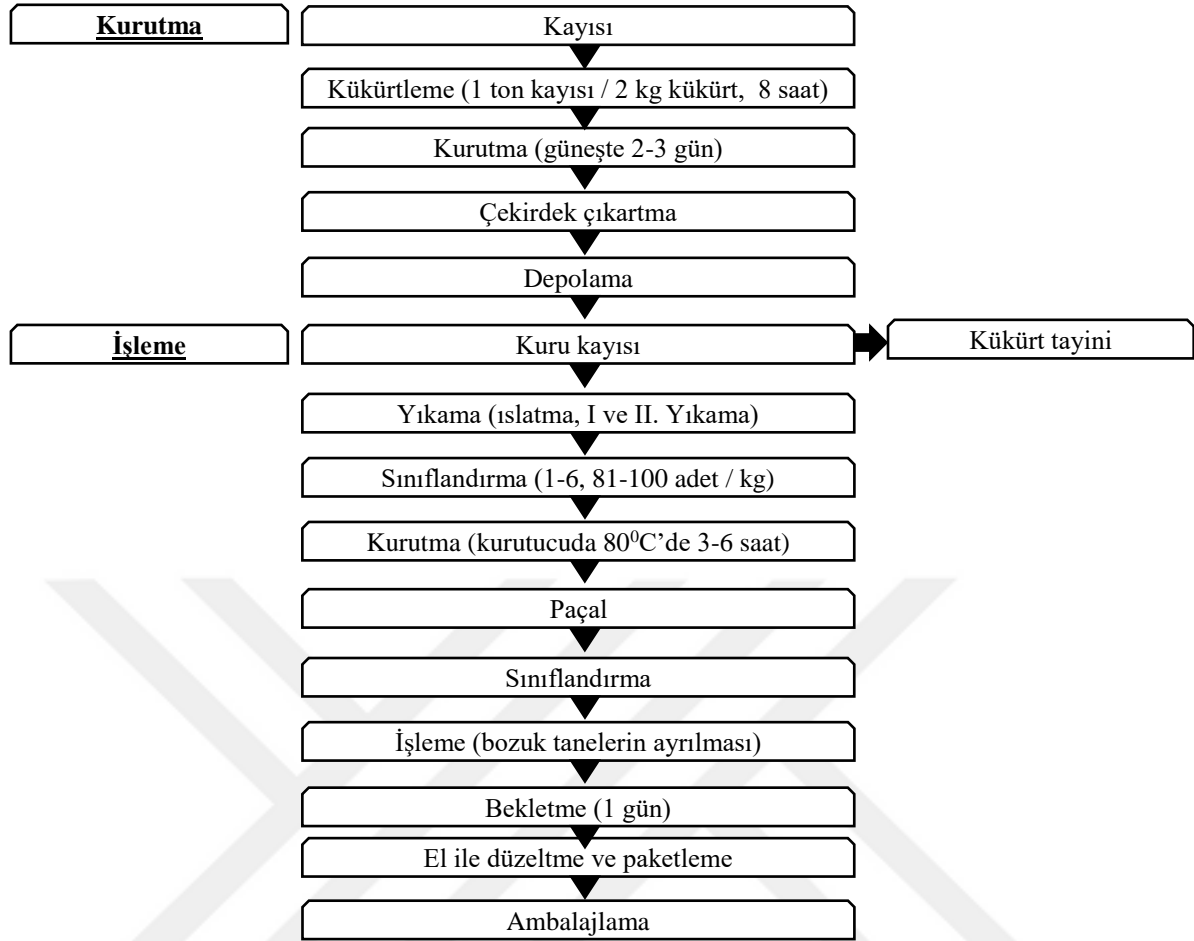 Kurutma
Kayısı
Kükürtleme (1 ton kayısı / 2 kg kükürt, 8 saat)
Kurutma (güneşte 2-3 gün)
Çekirdek çıkartma
Depolama
İşleme
Kuru kayısı
Kükürt tayini
Yıkama (ıslatma, I ve II. Yıkama)
Sınıflandırma (1-6, 81-100 adet / kg)
Kurutma (kurutucuda 80⁰C’de 3-6 saat)
Paçal
Sınıflandırma
İşleme (bozuk tanelerin ayrılması)
Bekletme (1 gün)
El ile düzeltme ve paketleme
Ambalajlama